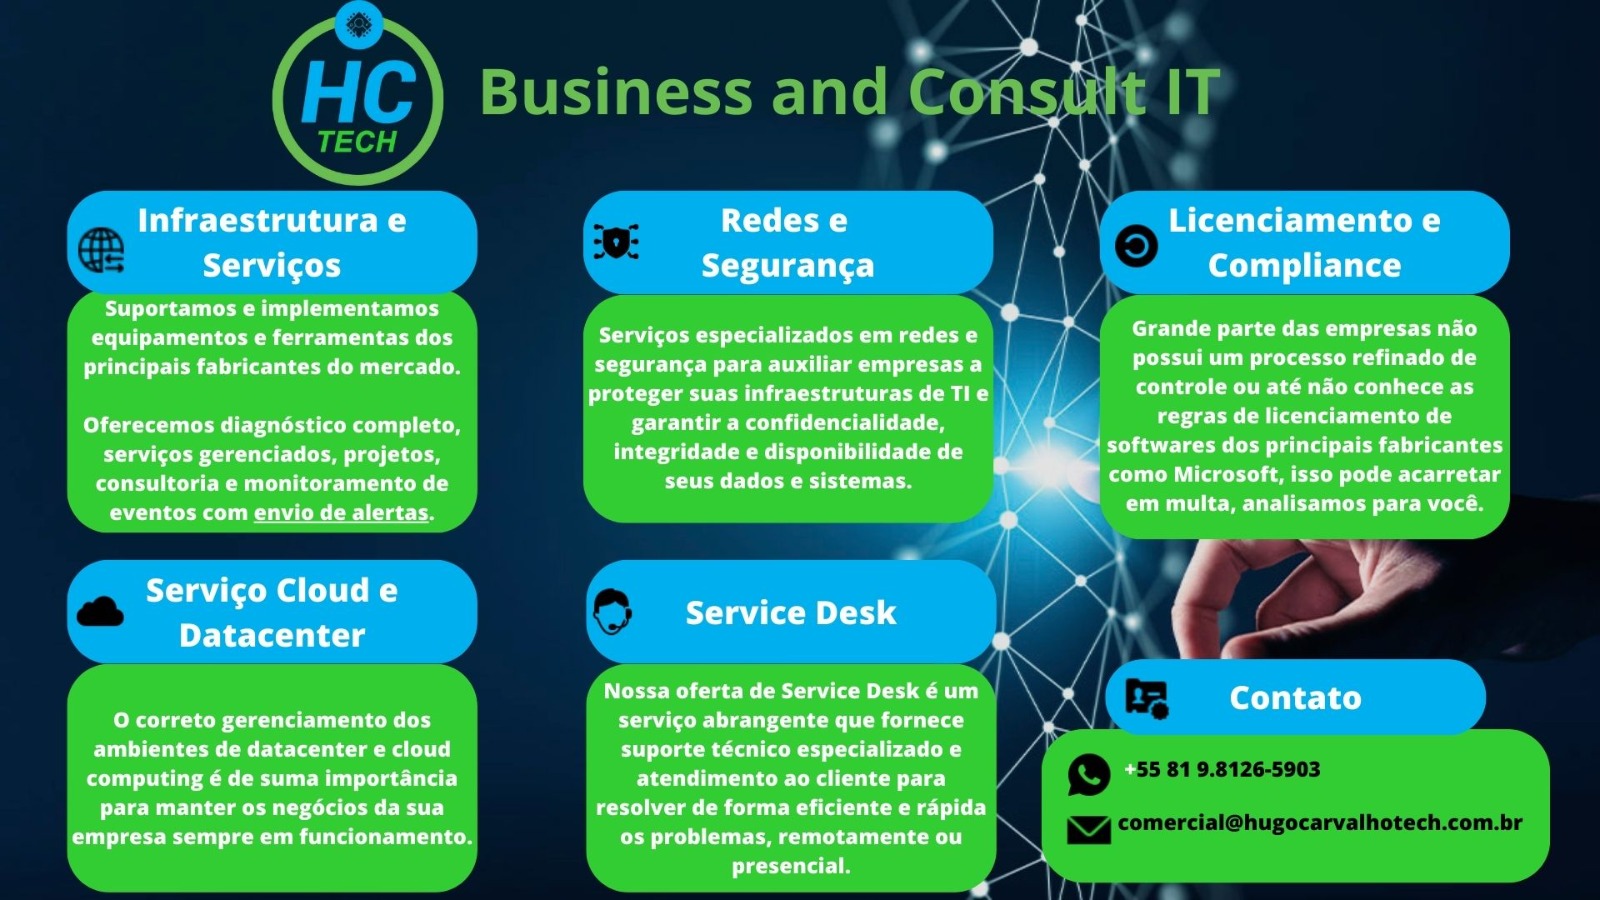 HC
TECH
Business and Consult IT
Infraestrutura e
Serviços
Suportamos e implementamos
equipamentos e ferramentas dos
principais fabricantes do mercado.
Oferecemos diagnóstico completo,
serviços gerenciados, projetos,
consultoria e monitoramento de
eventos com envio de alertas.
Redes e
Segurança
Serviços especializados em redes e
segurança para auxiliar empresas a
proteger suas infraestruturas de TI e
garantir a confidencialidade,
integridade e disponibilidade de
seus dados e sistemas.
Licenciamento e
Compliance
Grande parte das empresas não
possui um processo refinado de
controle ou até não conhece as
regras de licenciamento de
softwares dos principais fabricantes
como Microsoft, isso pode acarretar
em multa, analisamos para você.
Serviço Cloud e
Datacenter
O correto gerenciamento dos
ambientes de datacenter e cloud
computing é de suma importância
para manter os negócios da sua
empresa sempre em funcionamento.
Service Desk
Nossa oferta de Service Desk é um
serviço abrangente que fornece
suporte técnico especializado e
atendimento ao cliente para
resolver de forma eficiente e rápida
os problemas, remotamente ou
presencial.
Contato
+55 81 9.8126-5903
comercial@hugocarvalhotech.com.br